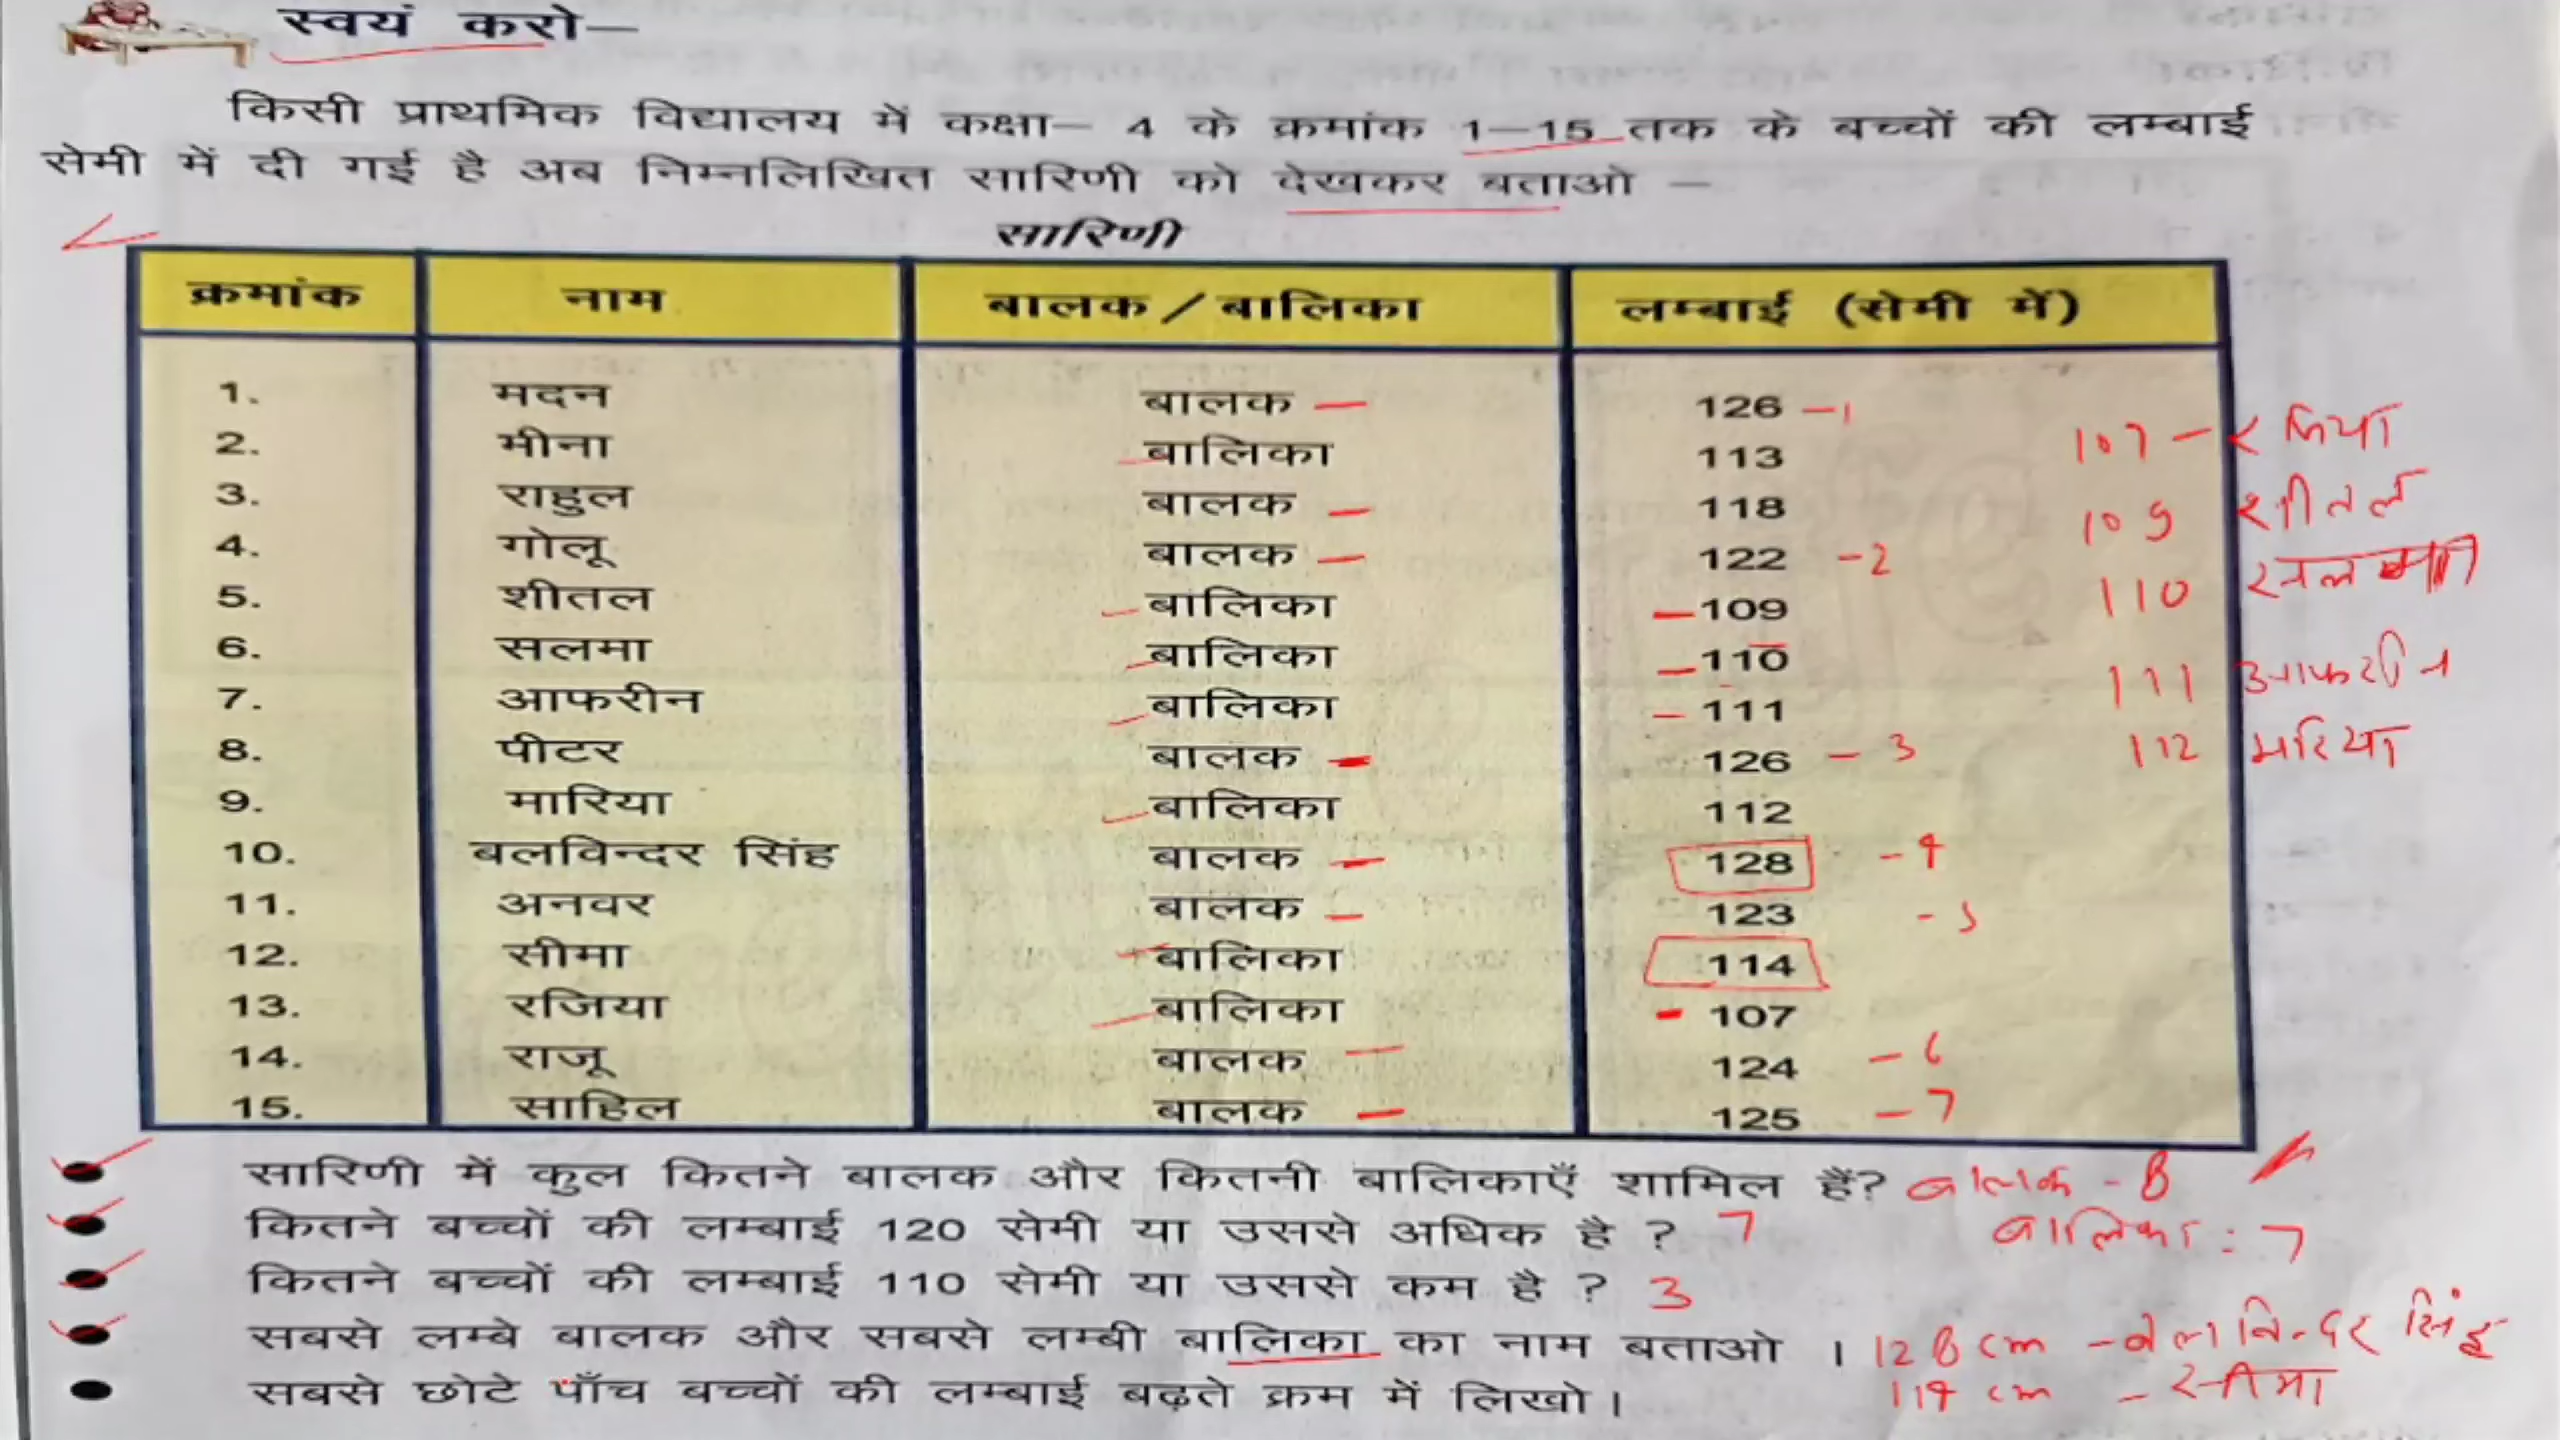 स्वयं करो—
किसी प्राथमिक विद्यालय में कक्षा– 4 के क्रमांक 1–15 तक के बच्चों की लम्बाई
सेमी में दी गई है अब निम्नलिखित सारिणी को देखकर बताओ –
सारिणी
क्रमांक नाम बालक / बालिका लम्बाई (सेमी में)
1. मदन बालक 126 – 1
2. मीना बालिका 113 107 – रजिया
3. राहुल बालक 118
4. गोलू बालक 122 – 2 109 शीतल
5. शीतल बालिका 109 110 सलमा
6. सलमा बालिका 110
7. आफरीन बालिका 111 111 आफरीन
8. पीटर बालक 126 – 3 112 मरिया
9. मारिया बालिका 112
10. बलविन्दर सिंह बालक 128 – 4
11. अनवर बालक 123 – 5
12. सीमा बालिका 114
13. रजिया बालिका 107
14. राजू बालक 124 – 6
15. साहिल बालक 125 – 7
● सारिणी में कुल कितने बालक और कितनी बालिकाएँ शामिल हैं? बालक – 8
● कितने बच्चों की लम्बाई 120 सेमी या उससे अधिक है ? 7 बालिका : 7
● कितने बच्चों की लम्बाई 110 सेमी या उससे कम है ? 3
● सबसे लम्बे बालक और सबसे लम्बी बालिका का नाम बताओ । 128 cm – बलविन्दर सिंह
● सबसे छोटे पाँच बच्चों की लम्बाई बढ़ते क्रम में लिखो। 114 cm – सीमा